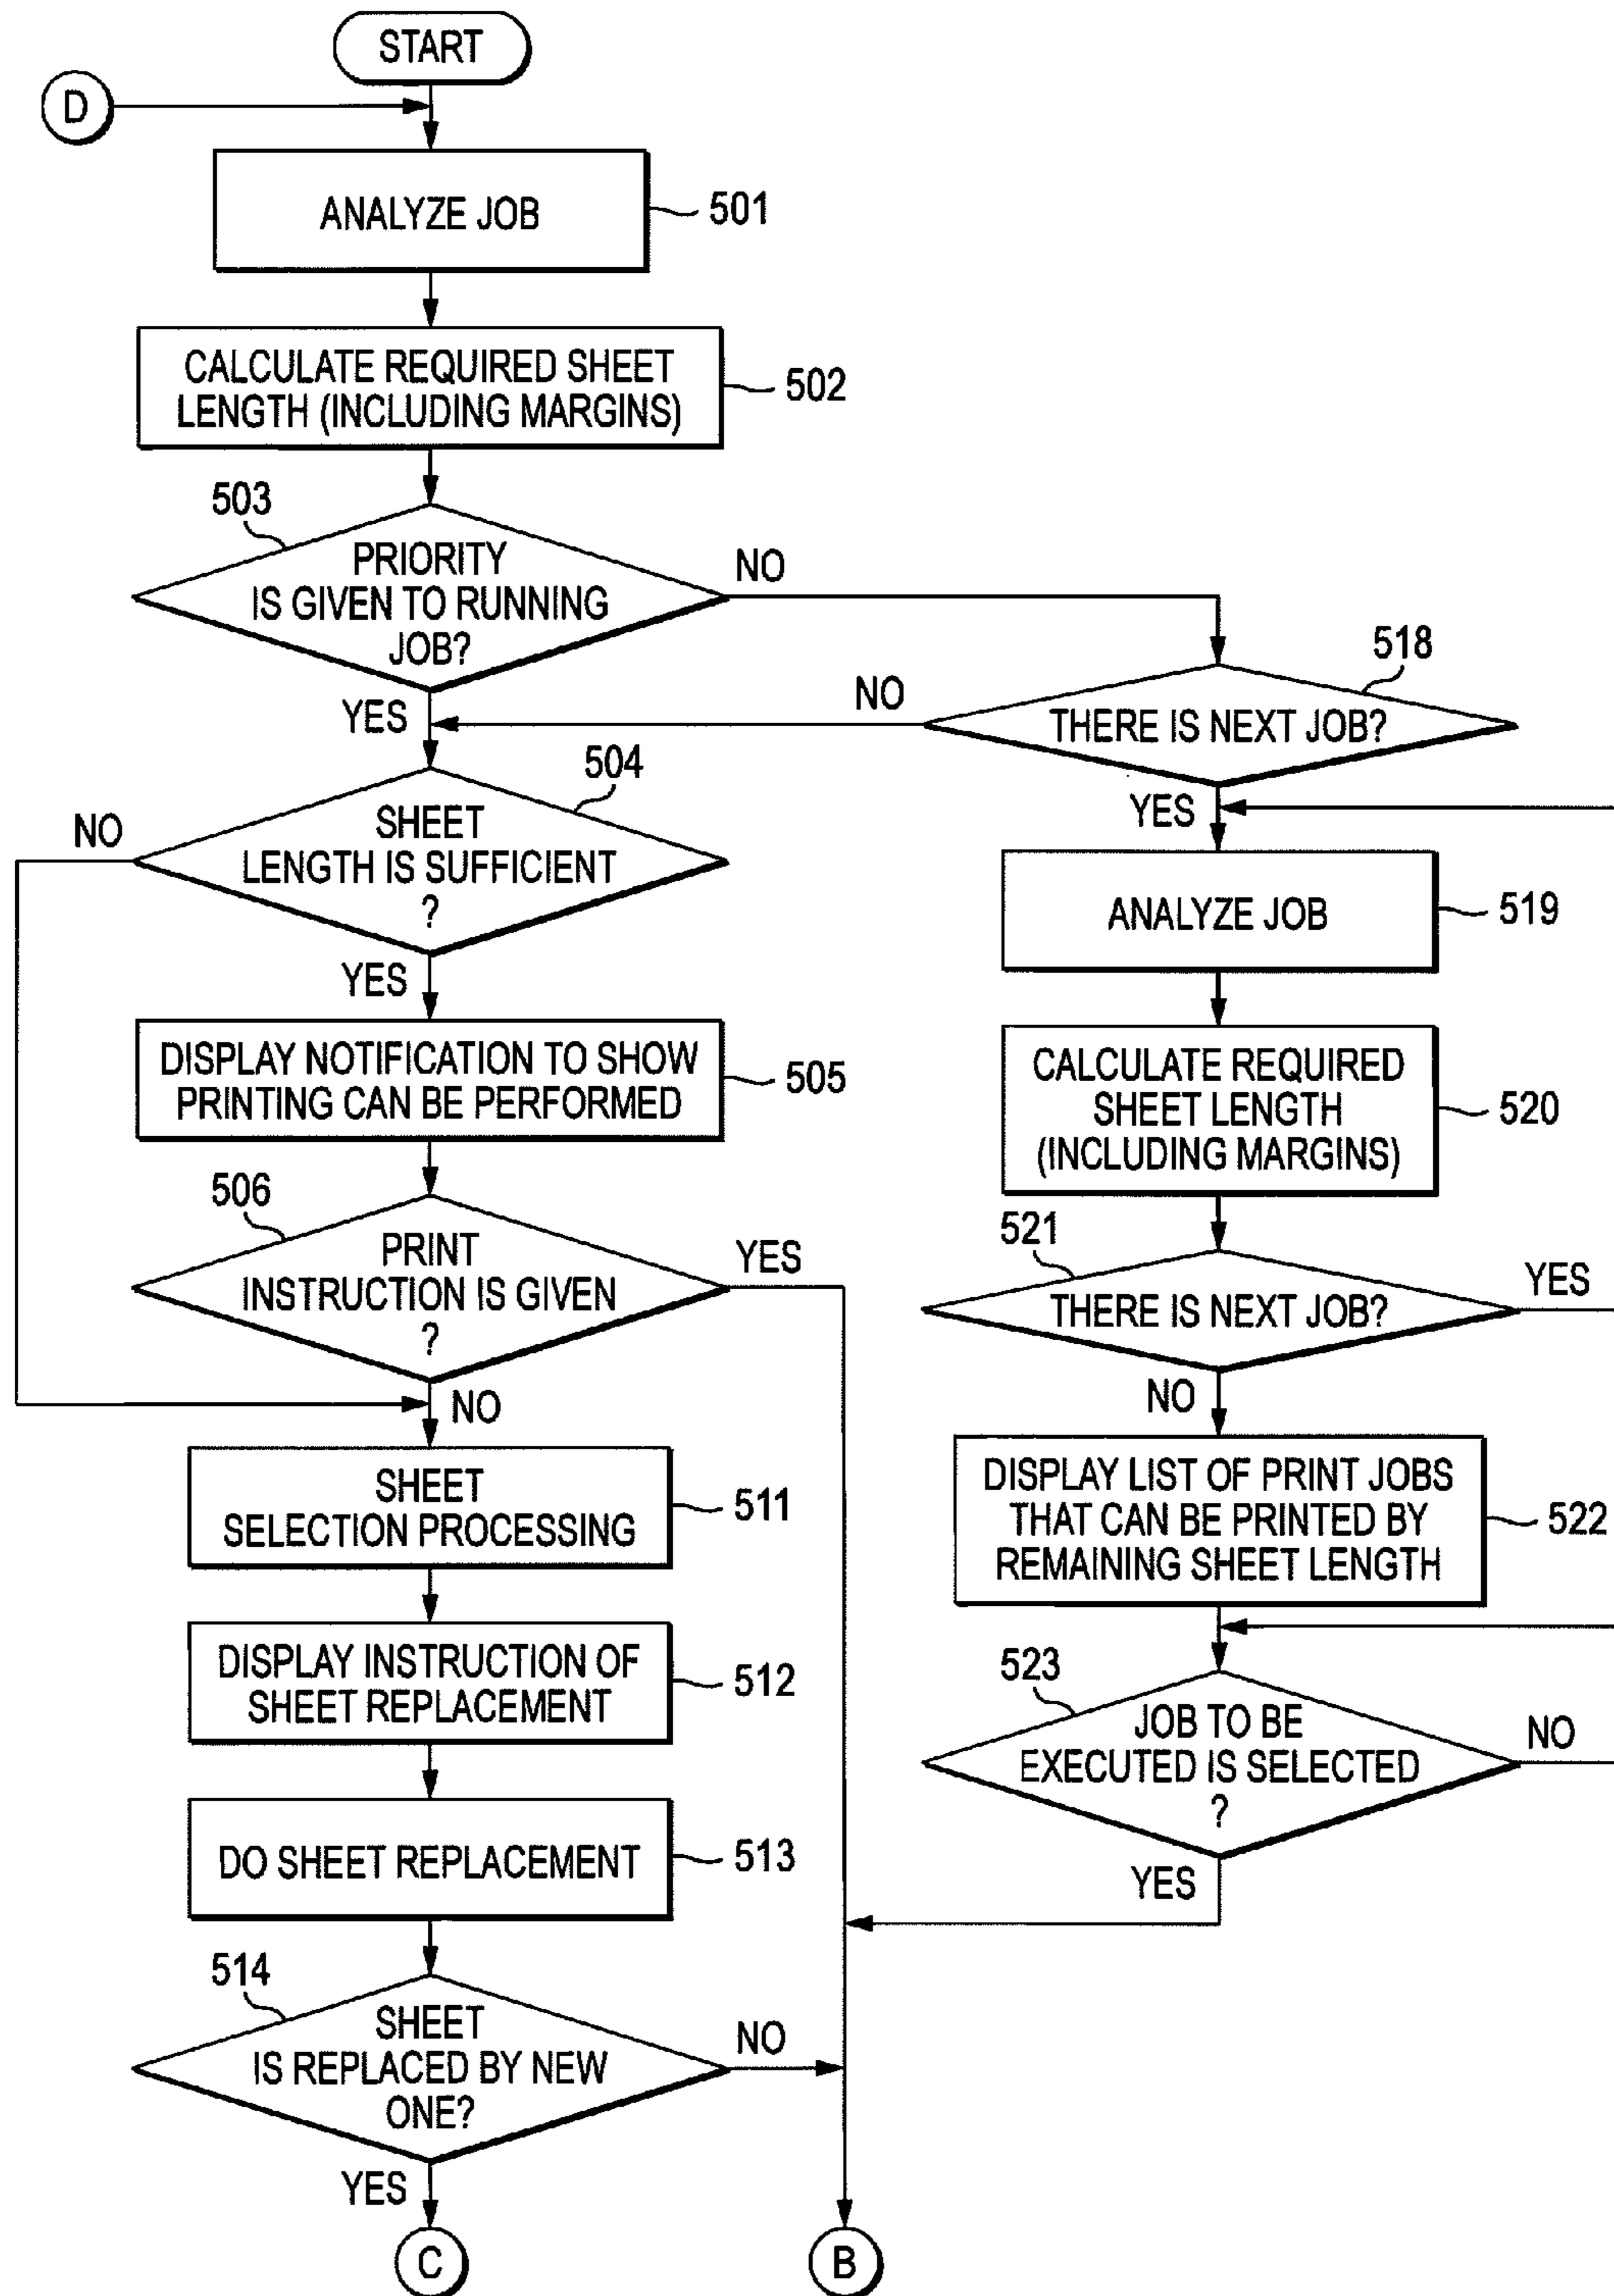 START
D
ANALYZE JOB
501
CALCULATE REQUIRED SHEET
LENGTH (INCLUDING MARGINS)
502
503
PRIORITY
IS GIVEN TO RUNNING
JOB?
NO
YES
518
THERE IS NEXT JOB?
NO
YES
504
SHEET
LENGTH IS SUFFICIENT
?
NO
YES
519
ANALYZE JOB
505
DISPLAY NOTIFICATION TO SHOW
PRINTING CAN BE PERFORMED
520
CALCULATE REQUIRED
SHEET LENGTH
(INCLUDING MARGINS)
506
PRINT
INSTRUCTION IS GIVEN
?
YES
NO
521
THERE IS NEXT JOB?
YES
NO
SHEET
SELECTION PROCESSING
511
DISPLAY LIST OF PRINT JOBS
THAT CAN BE PRINTED BY
REMAINING SHEET LENGTH
522
DISPLAY INSTRUCTION OF
SHEET REPLACEMENT
512
523
JOB TO BE
EXECUTED IS SELECTED
?
NO
YES
DO SHEET REPLACEMENT
513
514
SHEET
IS REPLACED BY NEW
ONE?
NO
YES
C
B